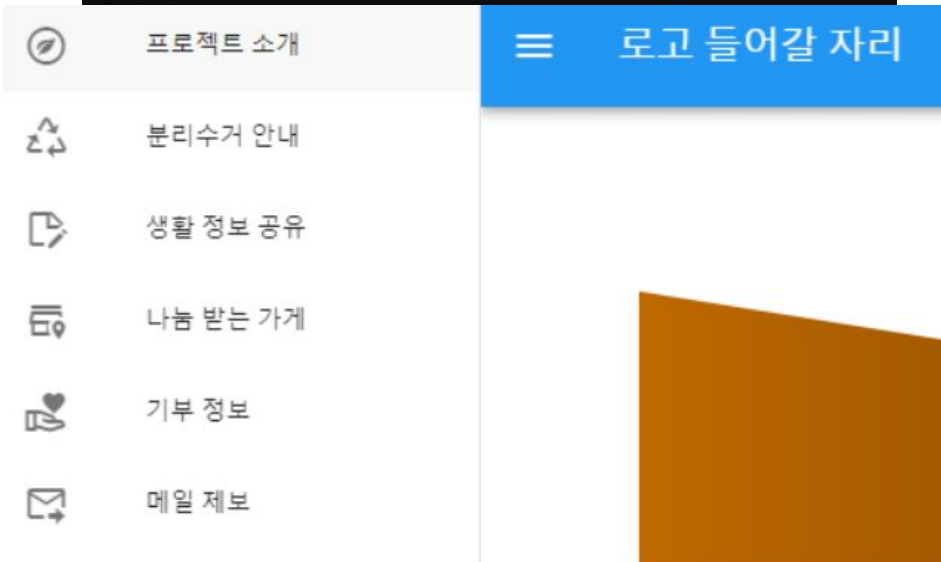 프로젝트 소개
로고 들어갈 자리
분리수거 안내
생활 정보 공유
나눔 받는 가게
기부 정보
메일 제보